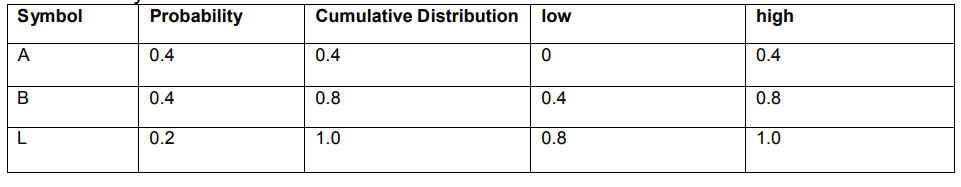 Symbol Probability Cumulative Distribution low high
A 0.4 0.4 0 0.4
B 0.4 0.8 0.4 0.8
L 0.2 1.0 0.8 1.0